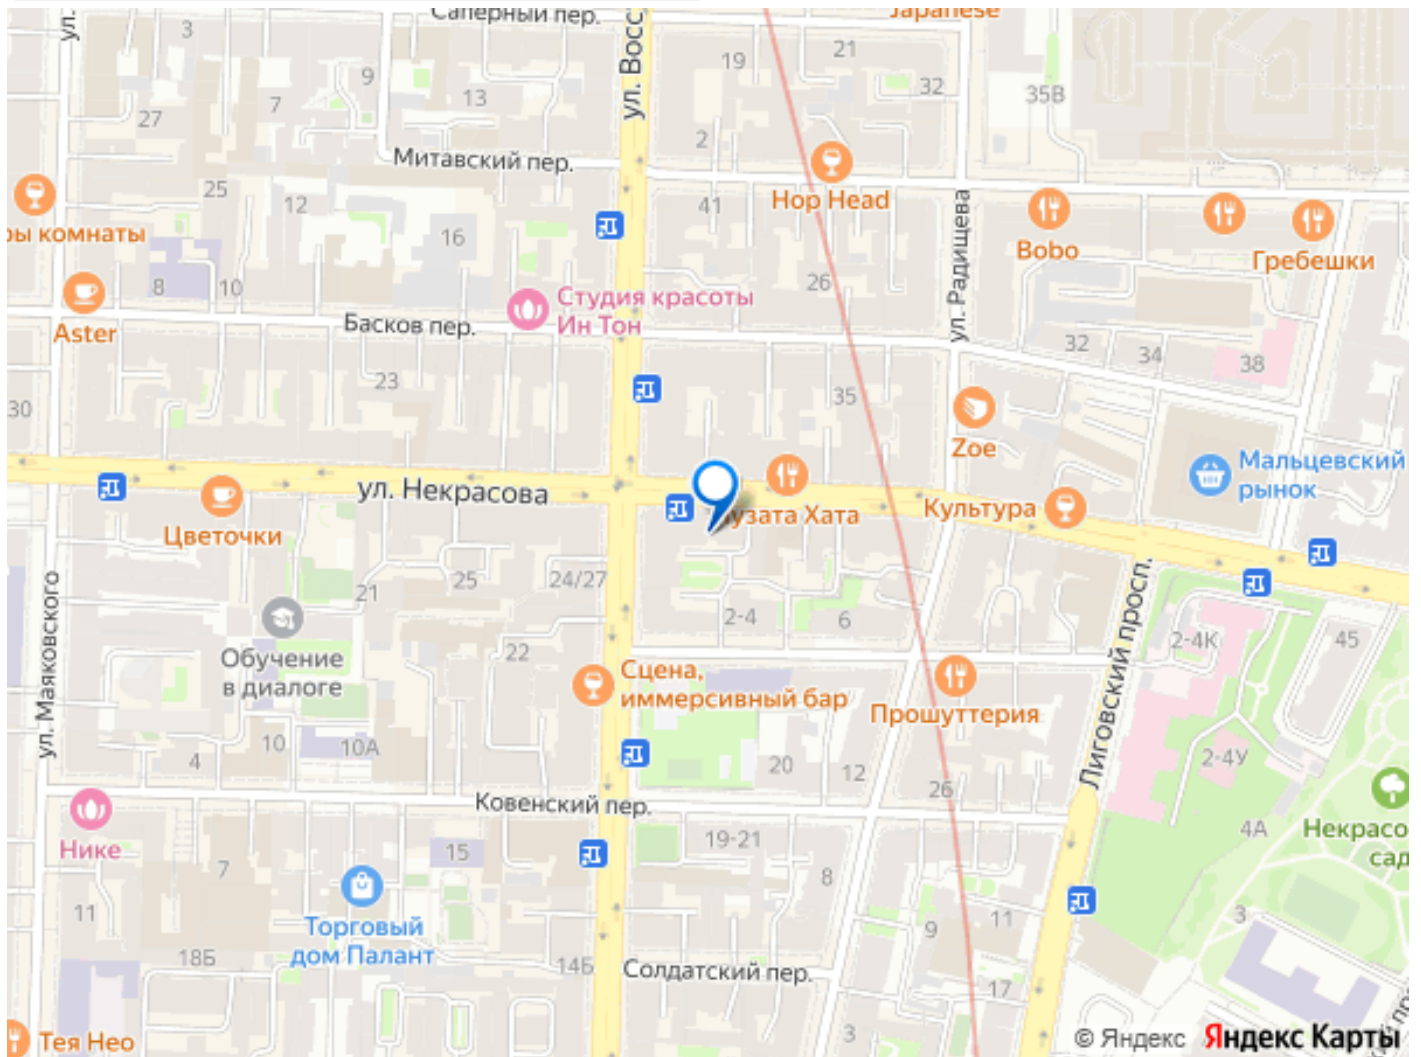 Саперный пер.
Japanese
ул.
3
ул. Восс
19
21
9
32
35В
7
13
27
2
Митавский пер.
Hop Head
25
12
41
ул. Радищева
Bobo
ры комнаты
16
Гребешки
8
10
26
Студия красоты
Ин Тон
Aster
Басков пер.
32
34
38
23
35
30
Zoe
Мальцевский
рынок
ул. Некрасова
Культура
узата Хата
Цветочки
21
25
24/27
2-4
6
Лиговский просп.
2-4К
45
ул. Маяковского
Обучение
в диалоге
22
Сцена,
иммерсивный бар
Прошуттерия
10
10А
4
20
12
26
2-4У
Ковенский пер.
4А
Некрасо
сад
Нике
15
19-21
7
8
11
Торговый
дом Палант
3
9
11
18Б
14Б
Солдатский пер.
17
3
Тея Нео
© Яндекс Яндекс Карты